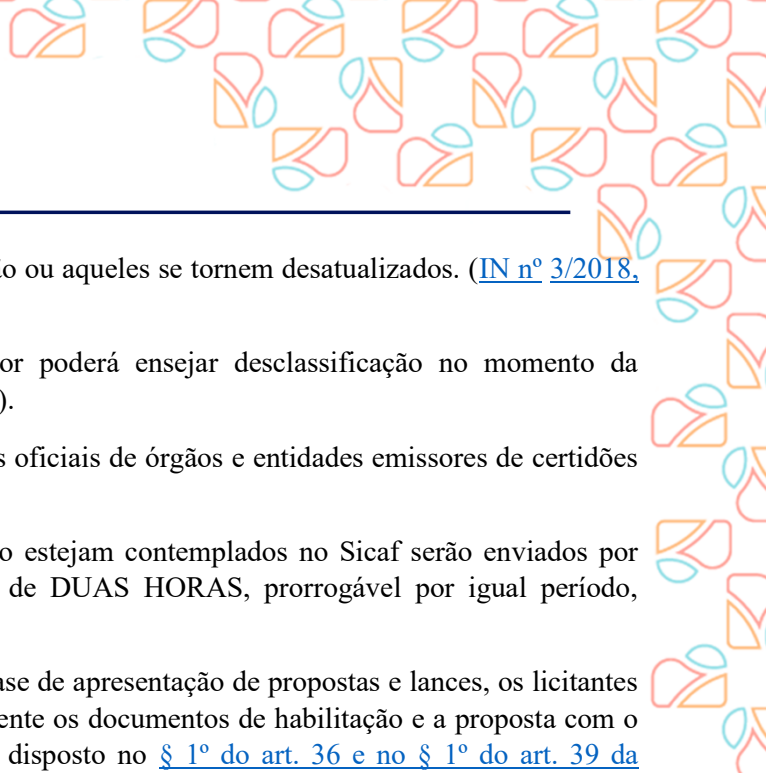 ão ou aqueles se tornem desatualizados. (IN nº 3/2018,
or poderá ensejar desclassificação no momento da
).
s oficiais de órgãos e entidades emissores de certidões
o estejam contemplados no Sicaf serão enviados por
de DUAS HORAS, prorrogável por igual período,
ase de apresentação de propostas e lances, os licitantes
ente os documentos de habilitação e a proposta com o
disposto no § 1º do art. 36 e no § 1º do art. 39 da